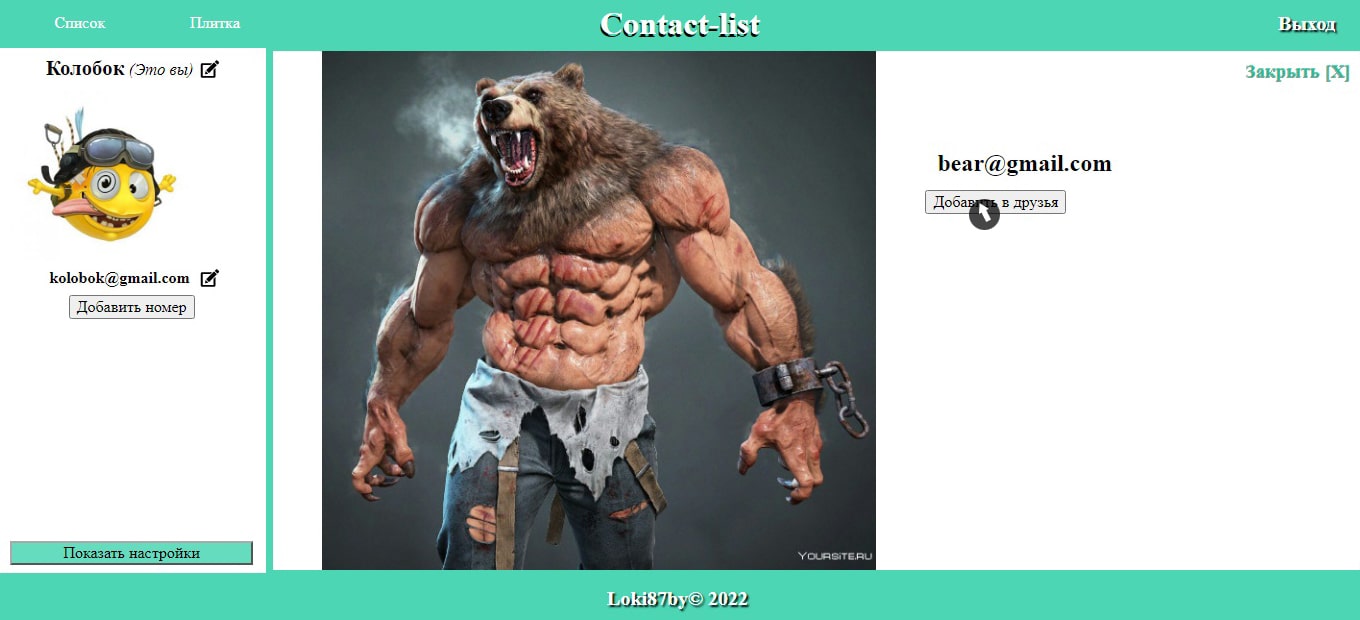 Список
Плитка
Contact-list
Выход
Колобок (Это вы)
kolobok@gmail.com
Добавить номер
Показать настройки
Закрыть [X]
bear@gmail.com
Добавить в друзья
YOURSITE.RU
Loki87by© 2022